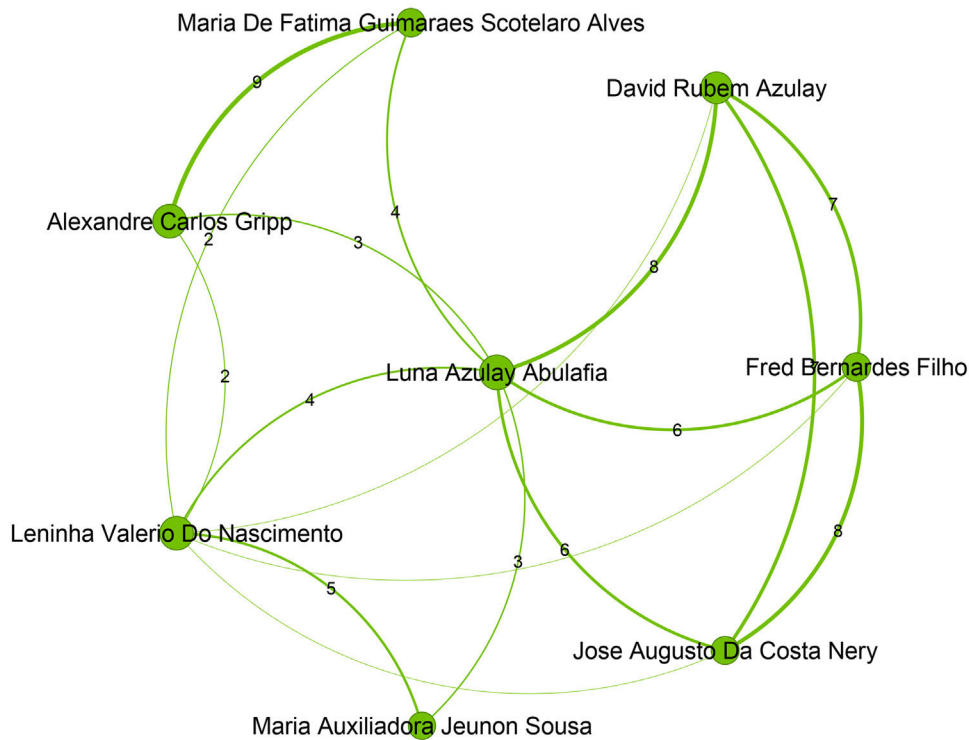 Maria De Fatima Guimaraes Scotelaro Alves
9
David Rubem Azulay
7
Alexandre Carlos Gripp
2
4
3
8
Luna Azulay Abulafia
Fred Bernardes Filho
7
2
4
6
Leninha Valerio Do Nascimento
6
3
8
5
Jose Augusto Da Costa Nery
Maria Auxiliadora Jeunon Sousa